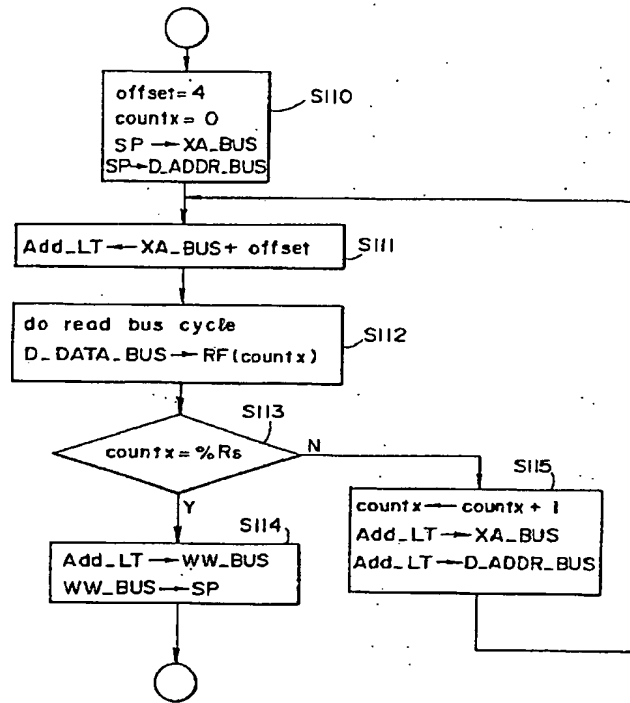 offset=4
countx=0
SP→XA_BUS
SP→D_ADDR_BUS
S110
Add_LT←XA_BUS+ offset
S111
do read bus cycle
D_DATA_BUS→RF(countx)
S112
S113
countx=%Rs
N
Y
S114
Add_LT→WW_BUS
WW_BUS→SP
S115
countx←countx+1
Add_LT→XA_BUS
Add_LT→D_ADDR_BUS